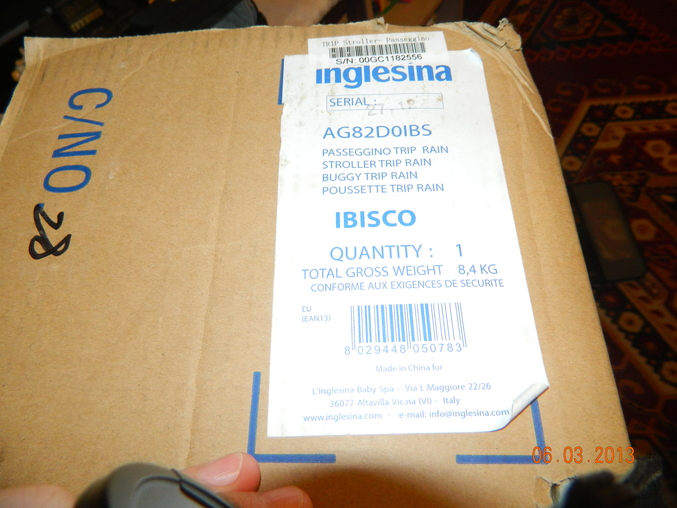 TRIP Stroller- Passeggino
S/N: 00GC1182556
inglesina
SERIAL :
27.12
AG82D0IBS
PASSEGGINO TRIP RAIN
STROLLER TRIP RAIN
BUGGY TRIP RAIN
POUSSETTE TRIP RAIN
IBISCO
QUANTITY : 1
TOTAL GROSS WEIGHT 8,4 KG
CONFORME AUX EXIGENCES DE SECURITE
EU
(EAN13)
8 029448 050783
Made in China for
L'Inglesina Baby Spa - Via L.Maggiore 22/26
36077 Altavilla Vic.na (VI) - Italy
www.inglesina.com - e-mail: info@inglesina.com
C/NO
28
06.03.2013